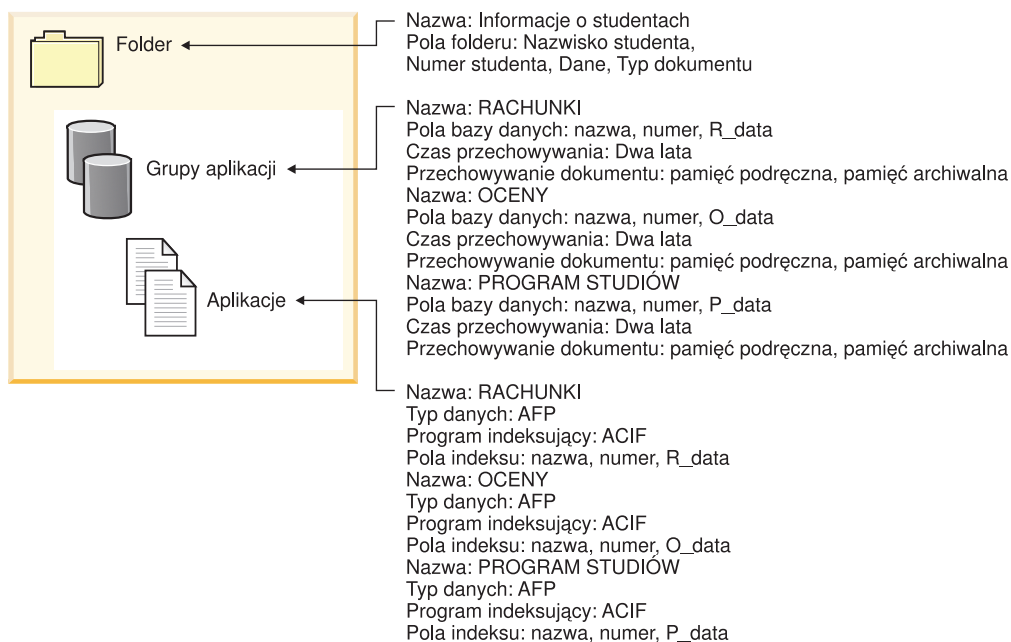 Folder
Nazwa: Informacje o studentach
Pola folderu: Nazwisko studenta,
Numer studenta, Dane, Typ dokumentu
Grupy aplikacji
Nazwa: RACHUNKI
Pola bazy danych: nazwa, numer, R_data
Czas przechowywania: Dwa lata
Przechowywanie dokumentu: pamięć podręczna, pamięć archiwalna
Nazwa: OCENY
Pola bazy danych: nazwa, numer, O_data
Czas przechowywania: Dwa lata
Przechowywanie dokumentu: pamięć podręczna, pamięć archiwalna
Nazwa: PROGRAM STUDIÓW
Pola bazy danych: nazwa, numer, P_data
Czas przechowywania: Dwa lata
Przechowywanie dokumentu: pamięć podręczna, pamięć archiwalna
Aplikacje
Nazwa: RACHUNKI
Typ danych: AFP
Program indeksujący: ACIF
Pola indeksu: nazwa, numer, R_data
Nazwa: OCENY
Typ danych: AFP
Program indeksujący: ACIF
Pola indeksu: nazwa, numer, O_data
Nazwa: PROGRAM STUDIÓW
Typ danych: AFP
Program indeksujący: ACIF
Pola indeksu: nazwa, numer, P_data